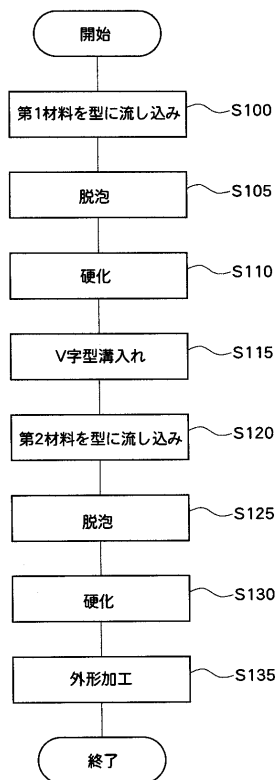 開始
第1材料を型に流し込み
S100
脱泡
S105
硬化
S110
V字型溝入れ
S115
第2材料を型に流し込み
S120
脱泡
S125
硬化
S130
外形加工
S135
終了